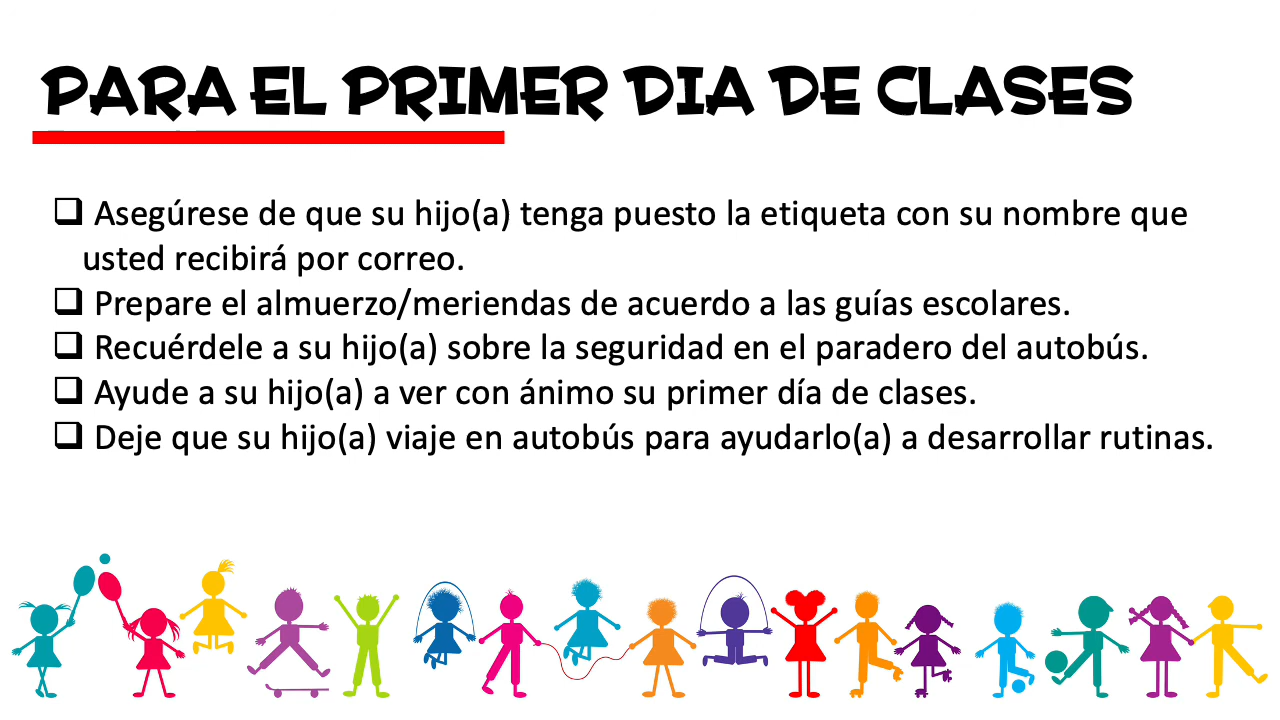 PARA EL PRIMER DIA DE CLASES
❑ Asegúrese de que su hijo(a) tenga puesto la etiqueta con su nombre que
usted recibirá por correo.
❑ Prepare el almuerzo/meriendas de acuerdo a las guías escolares.
❑ Recuérdele a su hijo(a) sobre la seguridad en el paradero del autobús.
❑ Ayude a su hijo(a) a ver con ánimo su primer día de clases.
❑ Deje que su hijo(a) viaje en autobús para ayudarlo(a) a desarrollar rutinas.